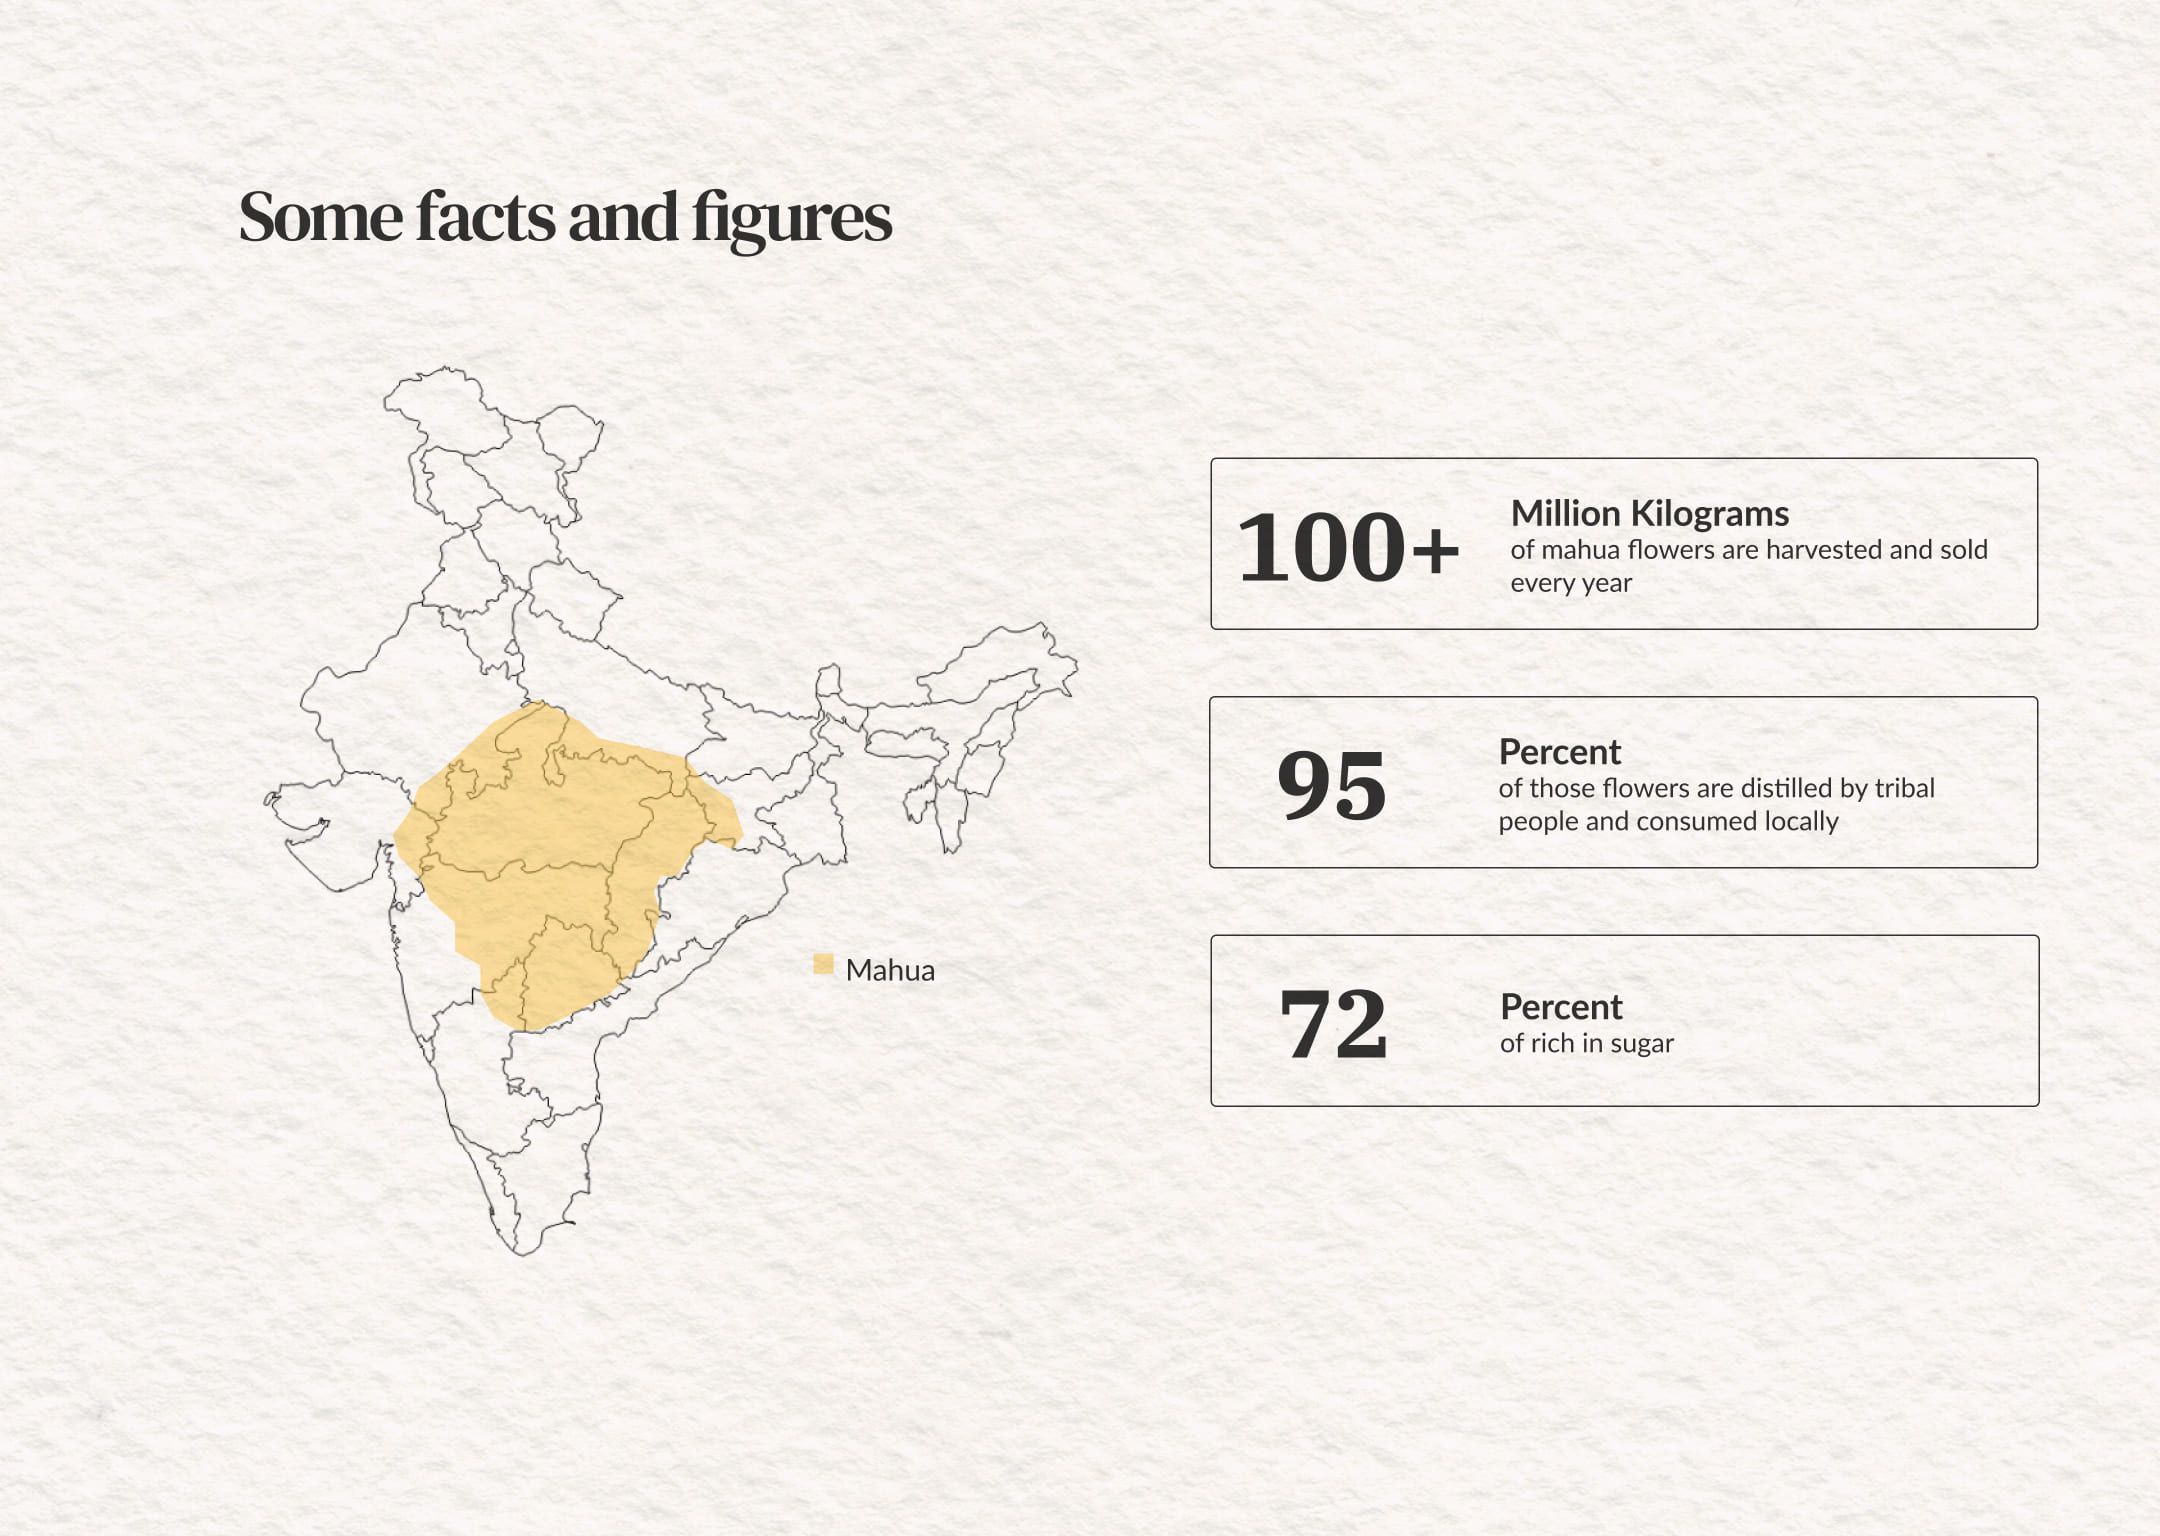 Some facts and figures
Mahua
100+
Million Kilograms
of mahua flowers are harvested and sold
every year
95
Percent
of those flowers are distilled by tribal
people and consumed locally
72
Percent
of rich in sugar